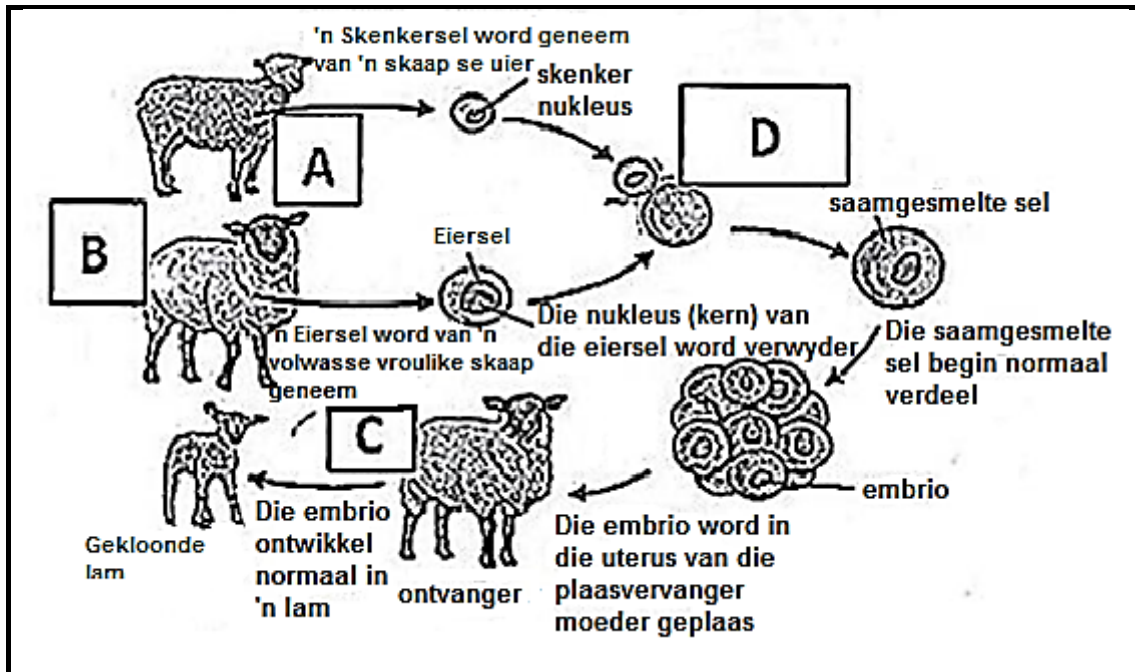 'n Skenkersel word geneem
van 'n skaap se uier
skenker
nukleus
A
D
B
Eiersel
saamgesmelte sel
'n Eiersel word van 'n
volwasse vroulike skaap
geneem
Die nukleus (kern) van
die eiersel word verwyder
Die saamgesmelte
sel begin normaal
verdeel
C
embrio
Gekloonde
lam
Die embrio
ontwikkel
normaal in
'n lam
ontvanger
Die embrio word in
die uterus van die
plaasvervanger
moeder geplaas